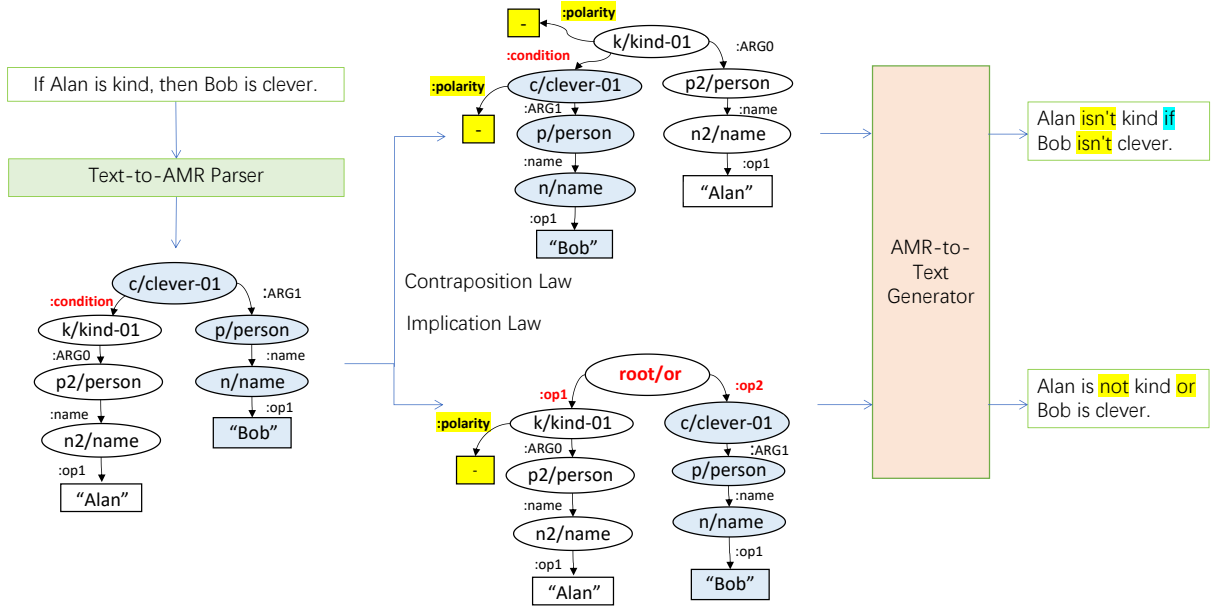 If Alan is kind, then Bob is clever.
Text-to-AMR Parser
c/clever-01
:condition
:ARG1
k/kind-01
p/person
:ARG0
:name
p2/person
n/name
:name
:op1
n2/name
"Bob"
:op1
"Alan"
:polarity
-
k/kind-01
:condition
:ARG0
:polarity
c/clever-01
p2/person
-
:ARG1
:name
p/person
n2/name
:name
:op1
n/name
"Alan"
:op1
"Bob"
Contraposition Law
Implication Law
root/or
:op1
:op2
:polarity
k/kind-01
c/clever-01
-
:ARG0
:ARG1
p2/person
p/person
:name
:name
n2/name
n/name
:op1
:op1
"Alan"
"Bob"
AMR-to-
Text
Generator
Alan isn't kind if
Bob isn't clever.
Alan is not kind or
Bob is clever.